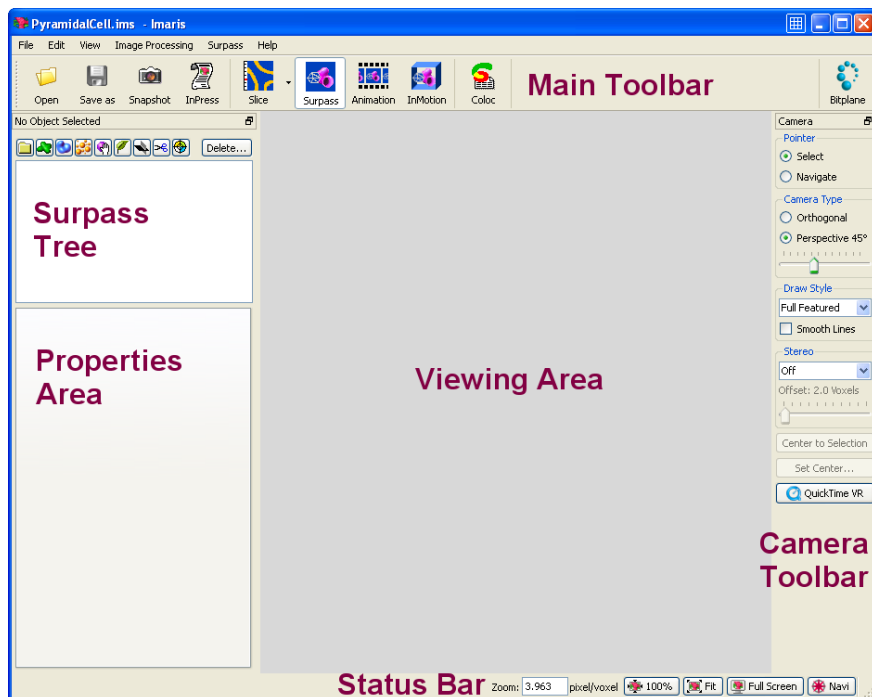 PyramidalCell.ims - Imaris
File Edit View Image Processing Surpass Help
Open Save as Snapshot InPress Slice Surpass Animation InMotion Coloc Main Toolbar Bitplane
No Object Selected
Delete...
Surpass
Tree
Properties
Area
Viewing Area
Camera
Pointer
Select
Navigate
Camera Type
Orthogonal
Perspective 45°
Draw Style
Full Featured
Smooth Lines
Stereo
Off
Offset: 2.0 Voxels
Center to Selection
Set Center...
QuickTime VR
Camera
Toolbar
Status Bar Zoom: 3.963 pixel/voxel 100% Fit Full Screen Navi